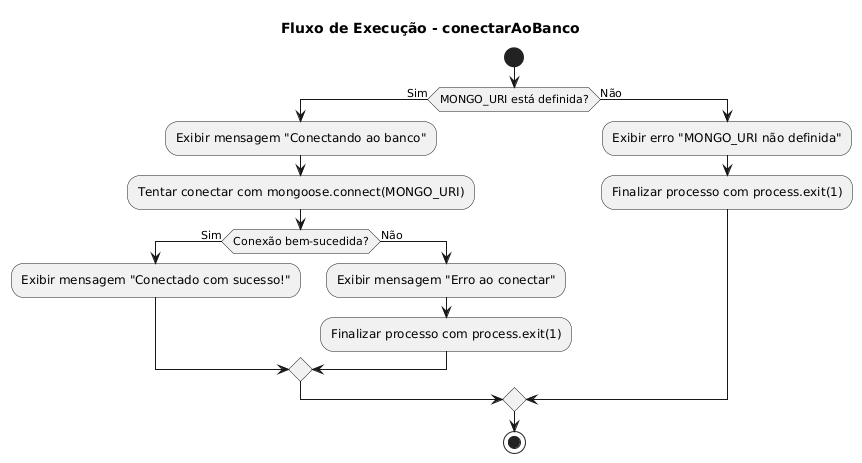 Fluxo de Execução - conectarAoBanco
MONGO_URI está definida?
Sim
Não
Exibir mensagem "Conectando ao banco"
Exibir erro "MONGO_URI não definida"
Tentar conectar com mongoose.connect(MONGO_URI)
Finalizar processo com process.exit(1)
Conexão bem-sucedida?
Sim
Não
Exibir mensagem "Conectado com sucesso!"
Exibir mensagem "Erro ao conectar"
Finalizar processo com process.exit(1)